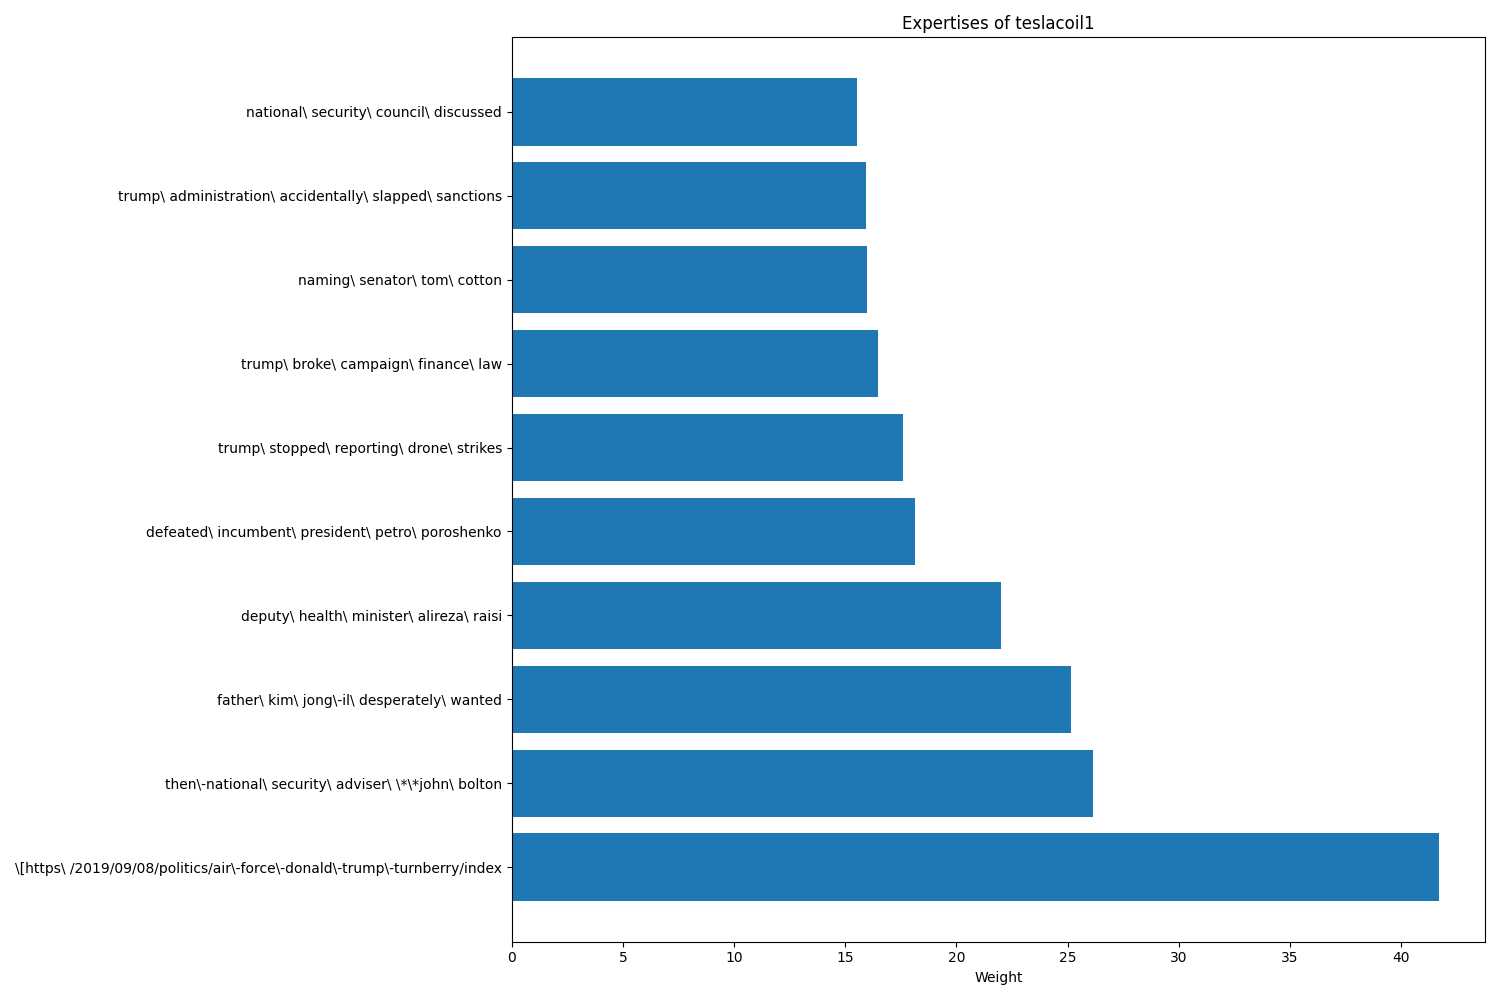 Expertises of teslacoil1
national\ security\ council\ discussed
trump\ administration\ accidentally\ slapped\ sanctions
naming\ senator\ tom\ cotton
trump\ broke\ campaign\ finance\ law
trump\ stopped\ reporting\ drone\ strikes
defeated\ incumbent\ president\ petro\ poroshenko
deputy\ health\ minister\ alireza\ raisi
father\ kim\ jong\-il\ desperately\ wanted
then\-national\ security\ adviser\ \*\*john\ bolton
\[https\ /2019/09/08/politics/air\-force\-donald\-trump\-turnberry/index
0 5 10 15 20 25 30 35 40
Weight